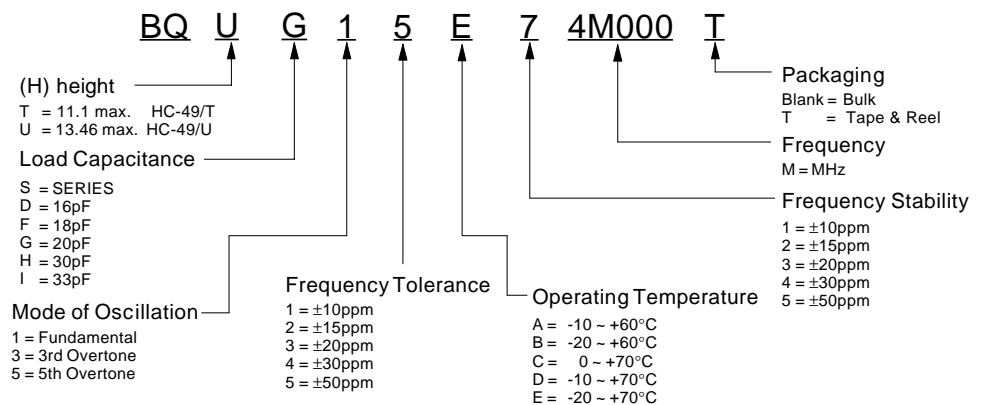 BQ U G 1 5 E 7 4M000 T
(H) height
T = 11.1 max. HC-49/T
U = 13.46 max. HC-49/U
Load Capacitance
S = SERIES
D = 16pF
F = 18pF
G = 20pF
H = 30pF
I = 33pF
Mode of Oscillation
1 = Fundamental
3 = 3rd Overtone
5 = 5th Overtone
Frequency Tolerance
1 = ±10ppm
2 = ±15ppm
3 = ±20ppm
4 = ±30ppm
5 = ±50ppm
Operating Temperature
A = -10 ~ +60°C
B = -20 ~ +60°C
C = 0 ~ +70°C
D = -10 ~ +70°C
E = -20 ~ +70°C
Packaging
Blank = Bulk
T = Tape & Reel
Frequency
M = MHz
Frequency Stability
1 = ±10ppm
2 = ±15ppm
3 = ±20ppm
4 = ±30ppm
5 = ±50ppm